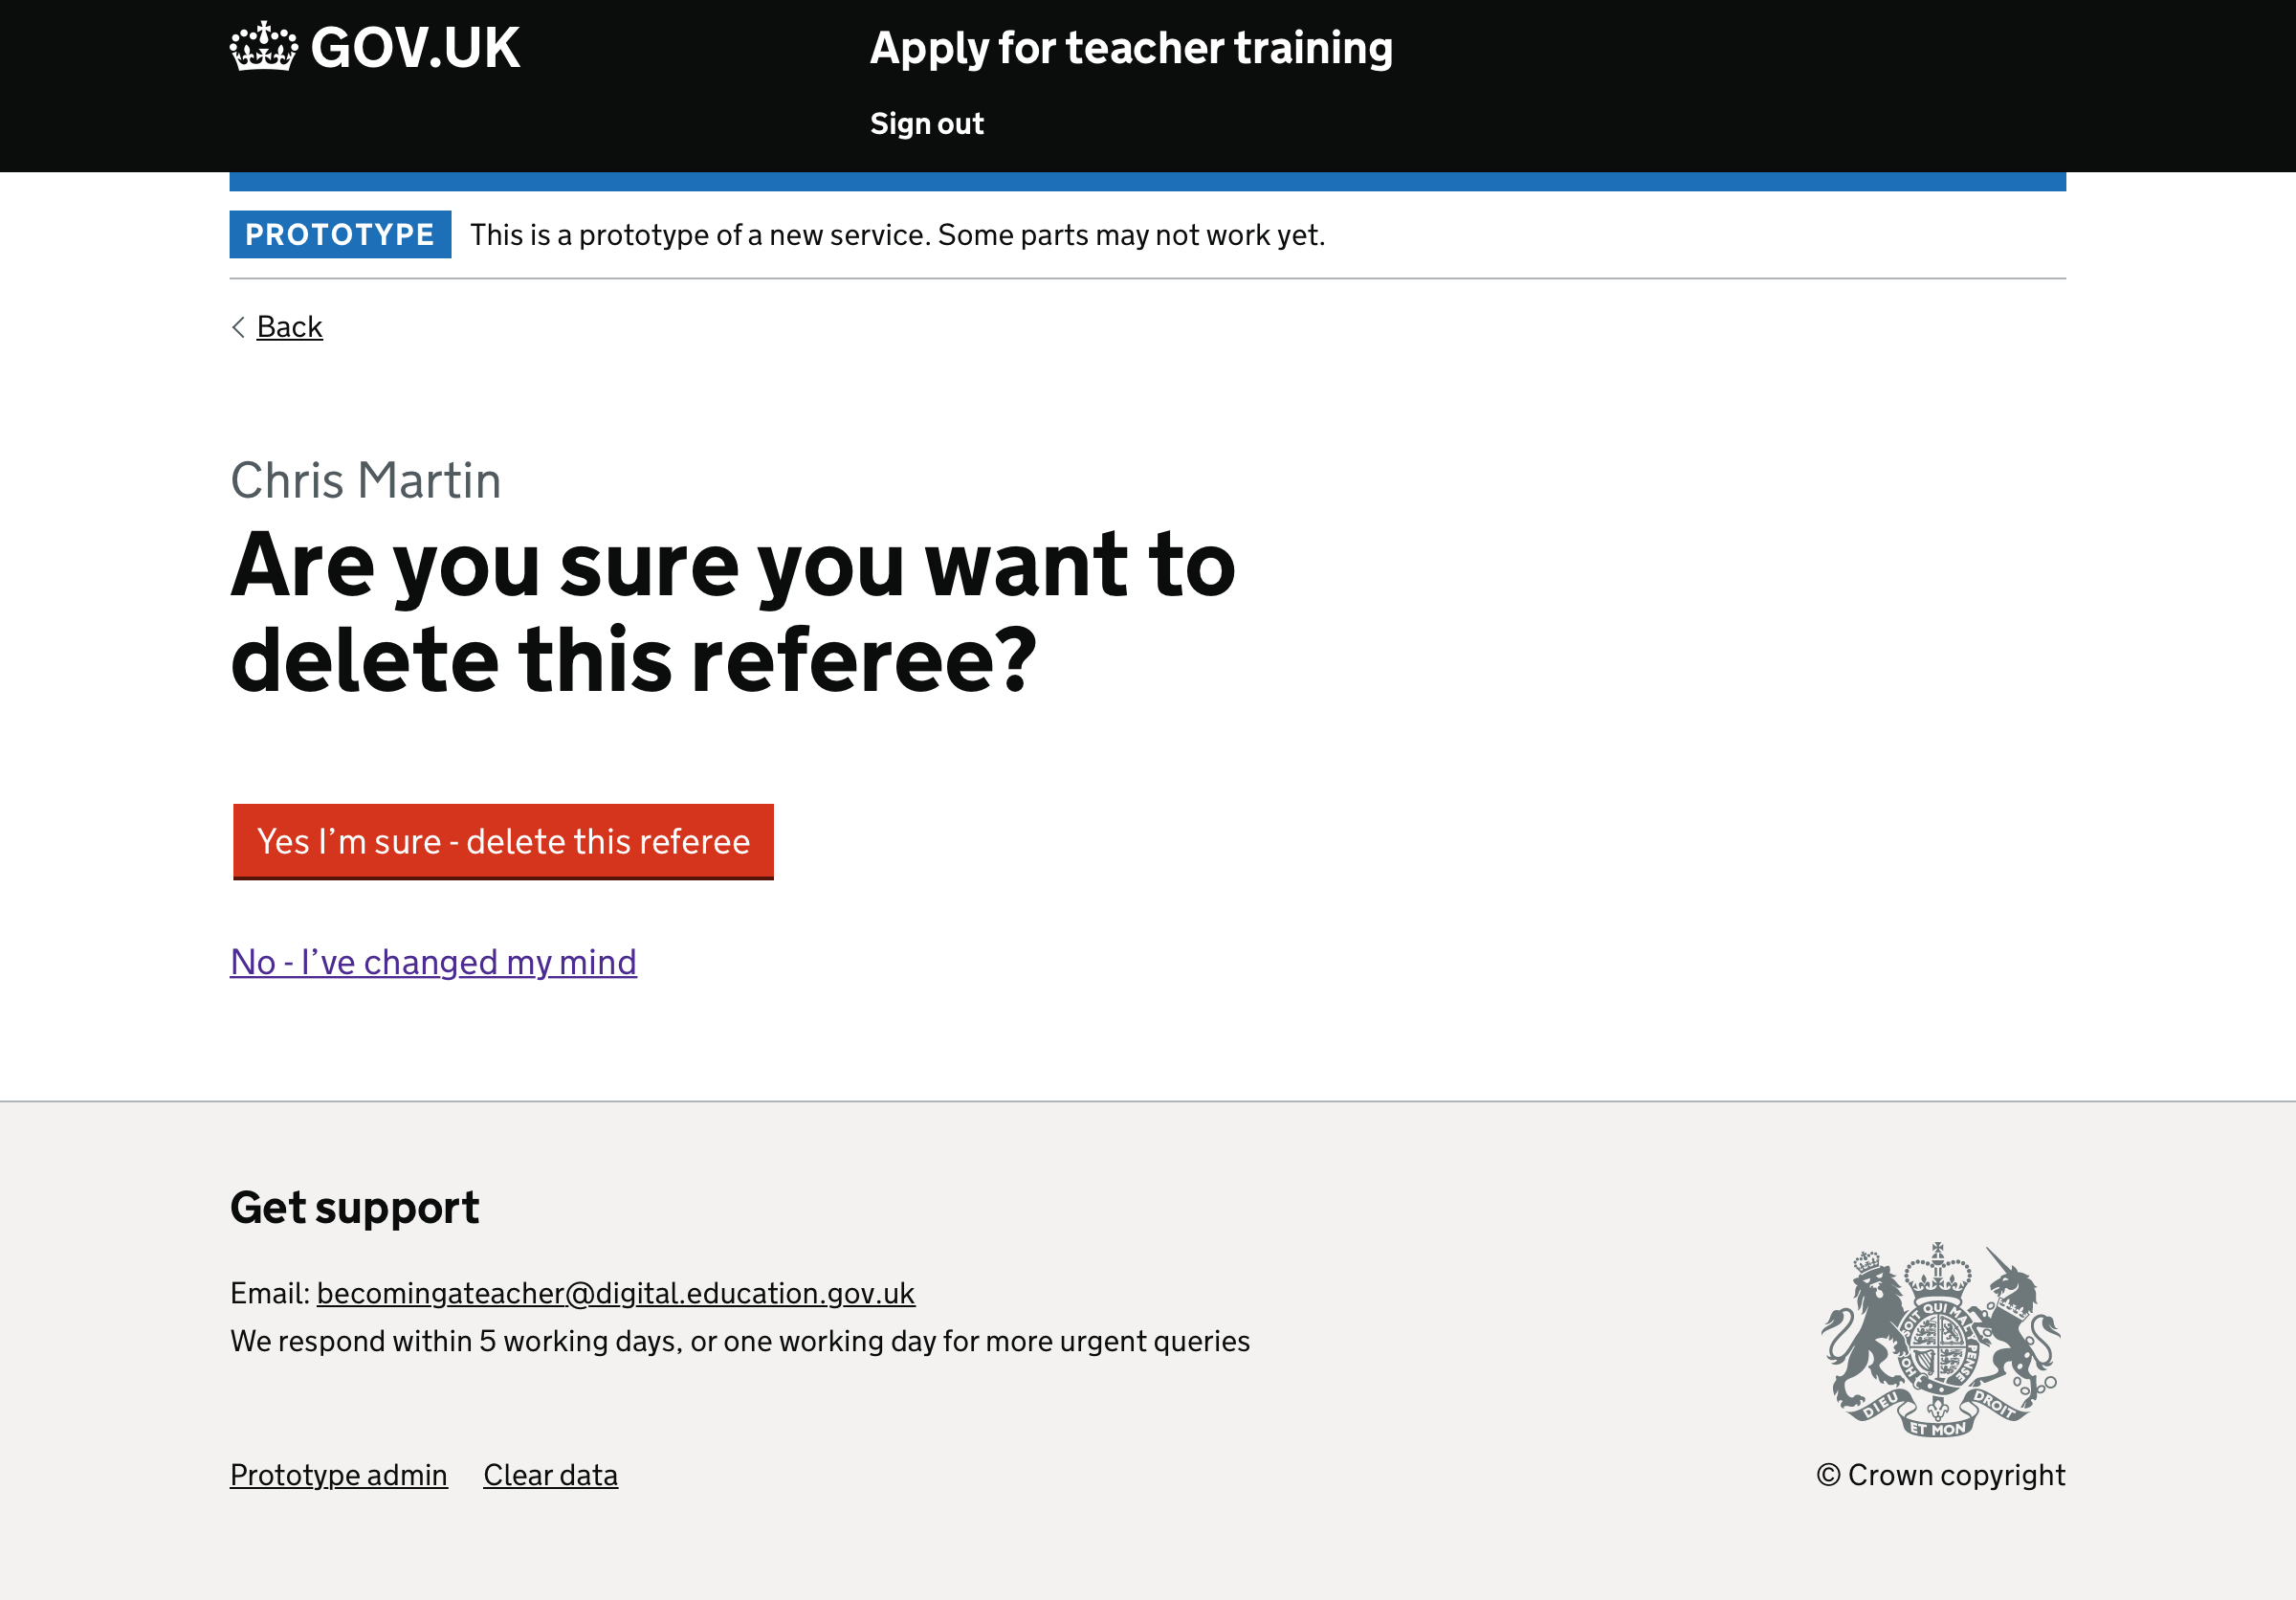 GOV.UK
Apply for teacher training
Sign out
PROTOTYPE This is a prototype of a new service. Some parts may not work yet.
Back
Chris Martin
Are you sure you want to
delete this referee?
Yes I’m sure - delete this referee
No - I’ve changed my mind
Get support
Email: becomingateacher@digital.education.gov.uk
We respond within 5 working days, or one working day for more urgent queries
SOIT QUI MAL Y PENSE
HO
DIEU ET MON DROIT
Prototype admin Clear data
© Crown copyright